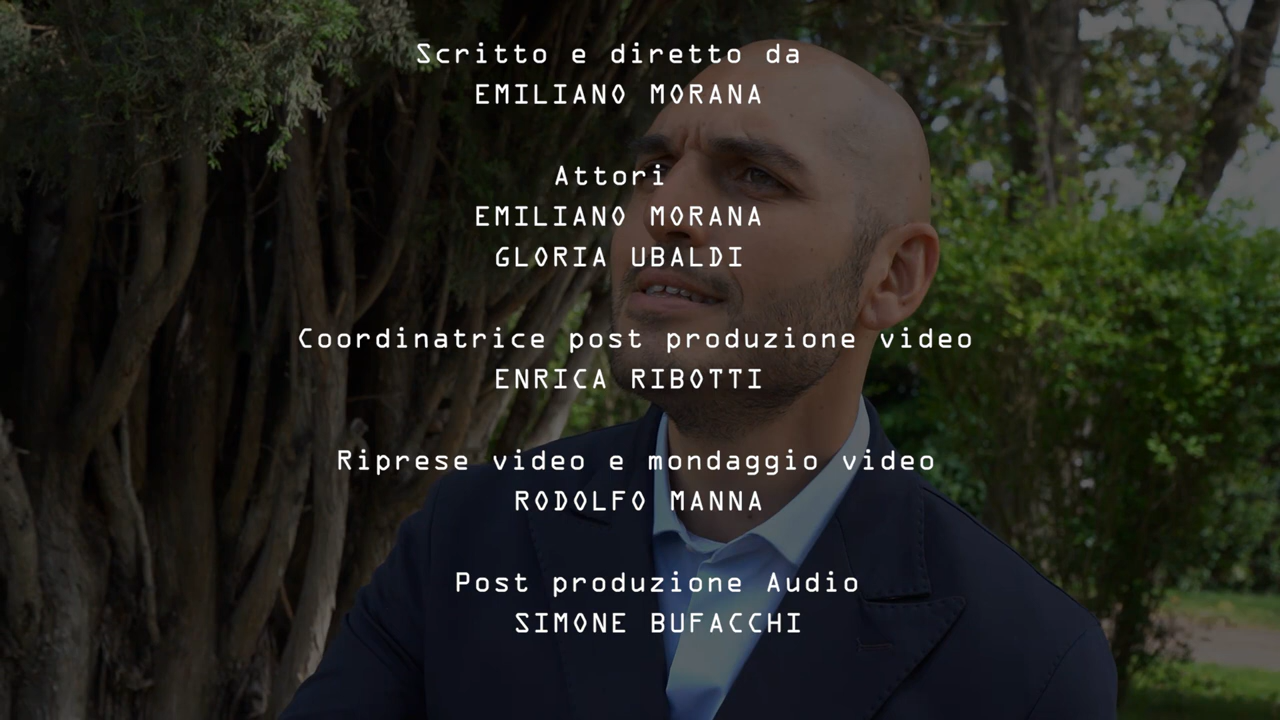 Scritto e diretto da
EMILIANO MORANA
Attori
EMILIANO MORANA
GLORIA UBALDI
Coordinatrice post produzione video
ENRICA RIBOTTI
Riprese video e mondaggio video
RODOLFO MANNA
Post produzione Audio
SIMONE BUFACCHI